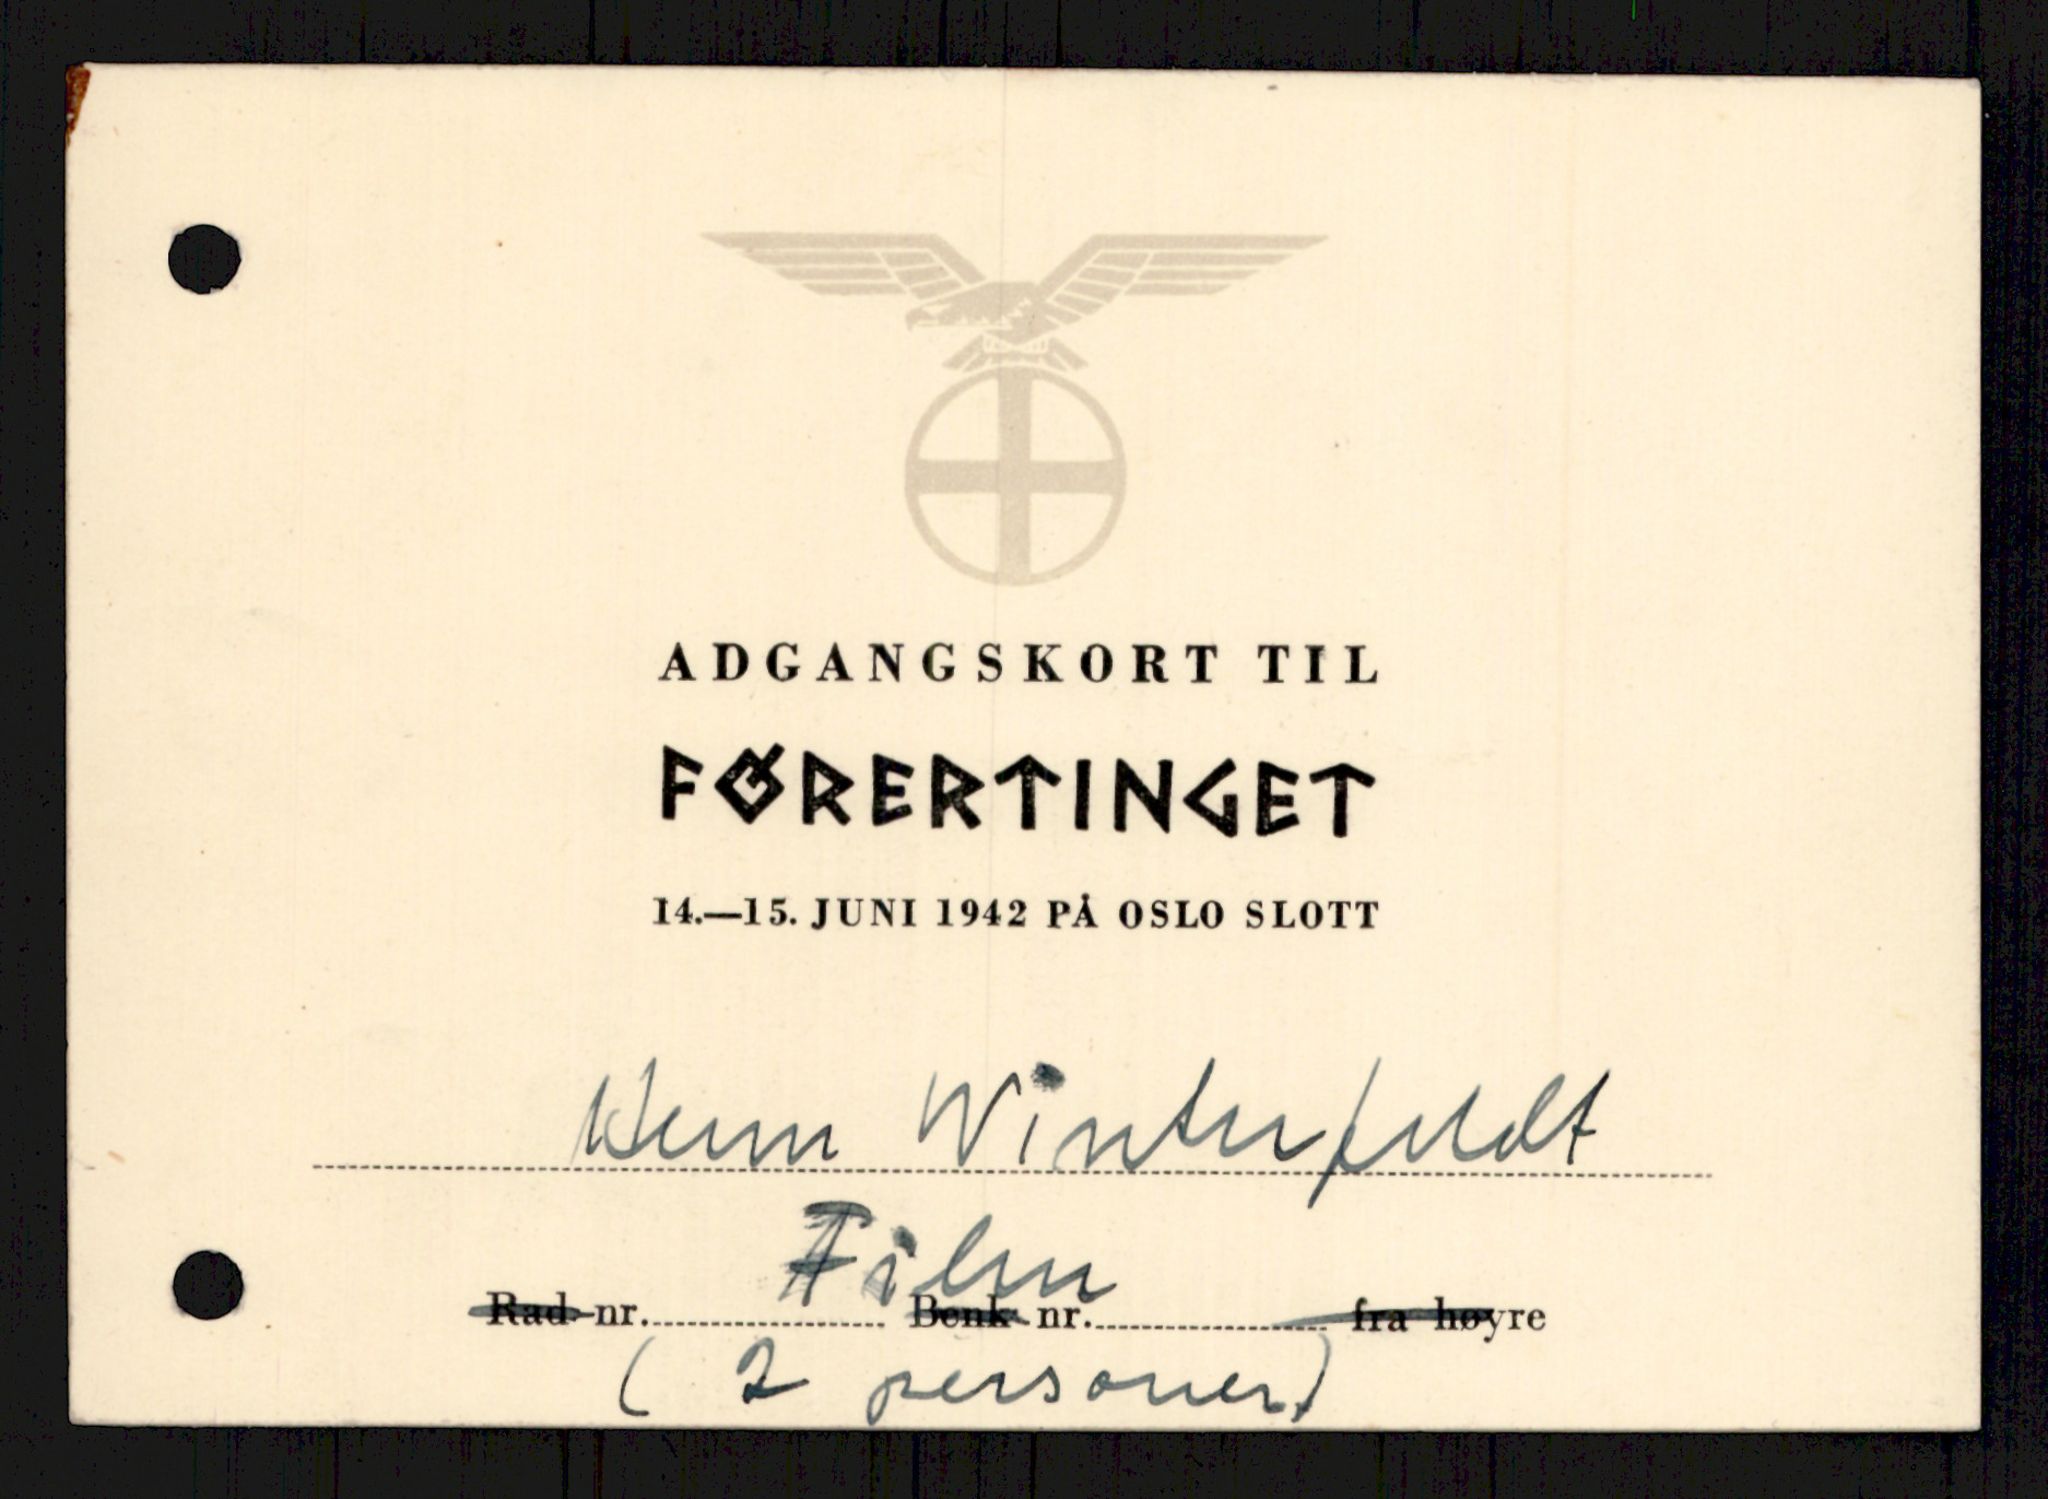 ADGANGSKORT TIL
FØRERTINGET
14.—15. JUNI 1942 PÅ OSLO SLOTT
Winterfeldt
Film
Rad-nr. Benk nr. fra høyre
(2 personer)